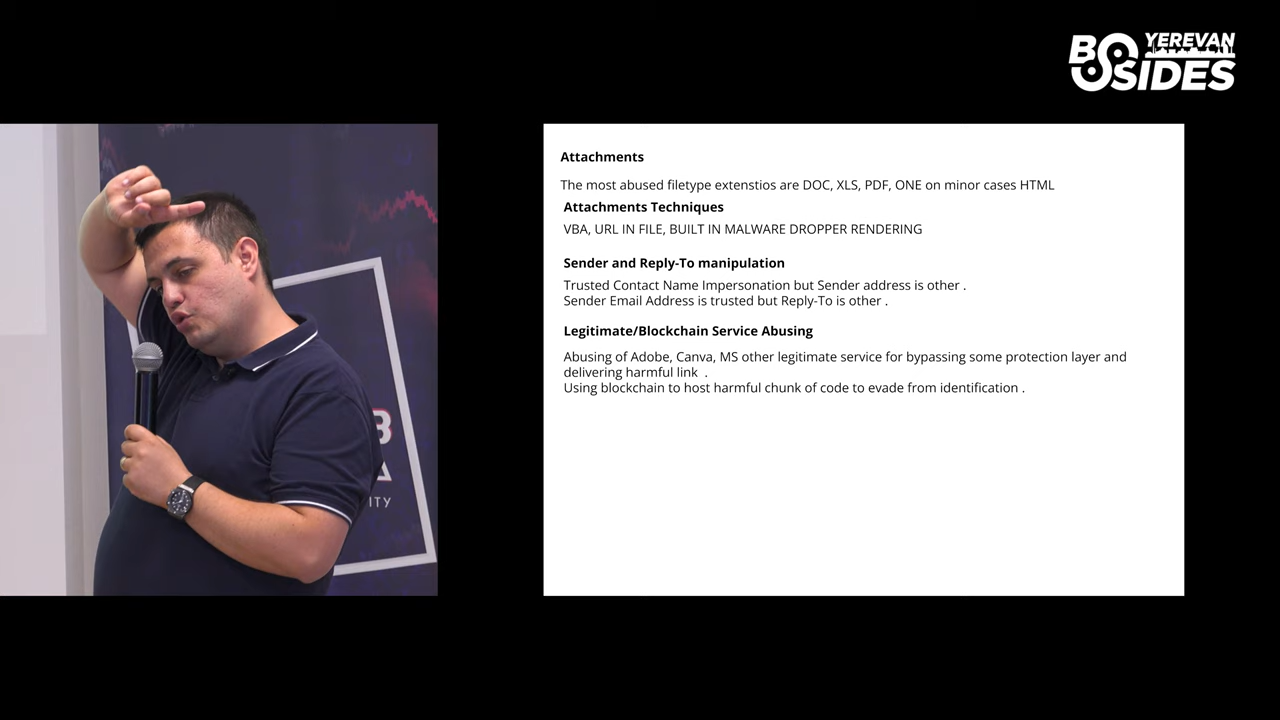 YEREVAN
BSIDES
Attachments
The most abused filetype extenstios are DOC, XLS, PDF, ONE on minor cases HTML
Attachments Techniques
VBA, URL IN FILE, BUILT IN MALWARE DROPPER RENDERING
Sender and Reply-To manipulation
Trusted Contact Name Impersonation but Sender address is other .
Sender Email Address is trusted but Reply-To is other .
Legitimate/Blockchain Service Abusing
Abusing of Adobe, Canva, MS other legitimate service for bypassing some protection layer and
delivering harmful link .
Using blockchain to host harmful chunk of code to evade from identification .